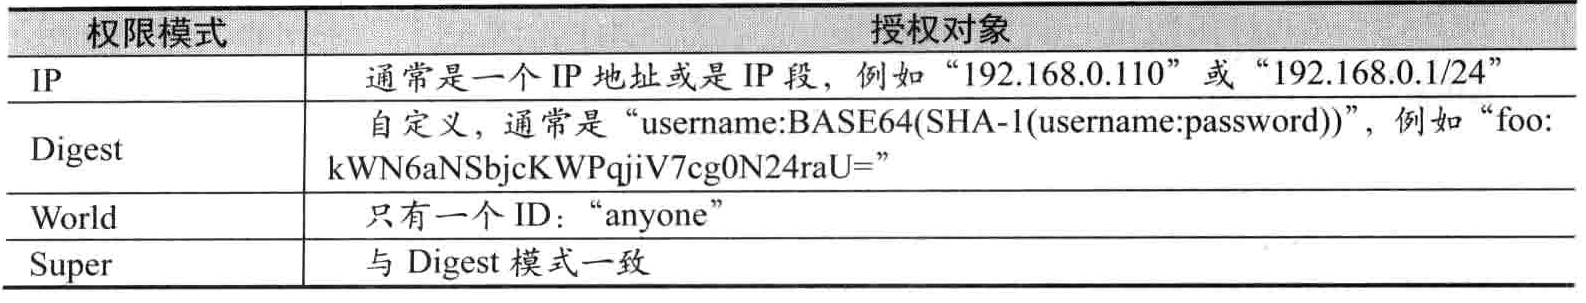 权限模式 授权对象
IP 通常是一个 IP 地址或是 IP 段，例如“192.168.0.110”或“192.168.0.1/24”
Digest 自定义，通常是“username:BASE64(SHA-1(username:password))”，例如“foo:
kWN6aNSbjcKWPqjiV7cg0N24raU=”
World 只有一个 ID：“anyone”
Super 与 Digest 模式一致